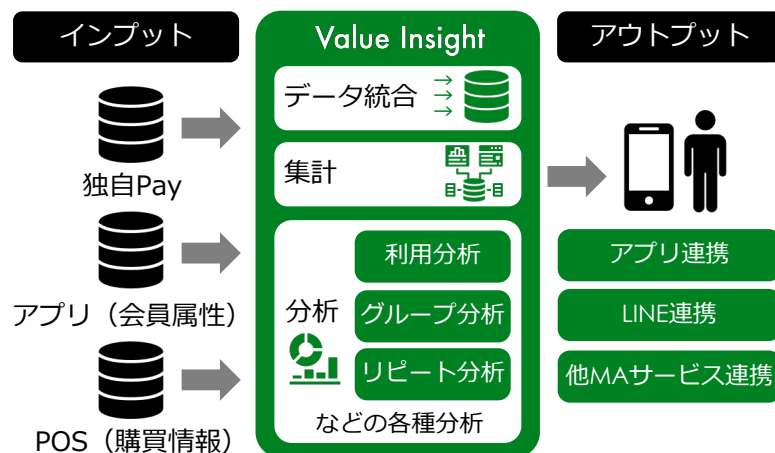 インプット
独自Pay
アプリ（会員属性）
POS（購買情報）
Value Insight
データ統合
集計
分析
利用分析
グループ分析
リピート分析
などの各種分析
アウトプット
アプリ連携
LINE連携
他MAサービス連携